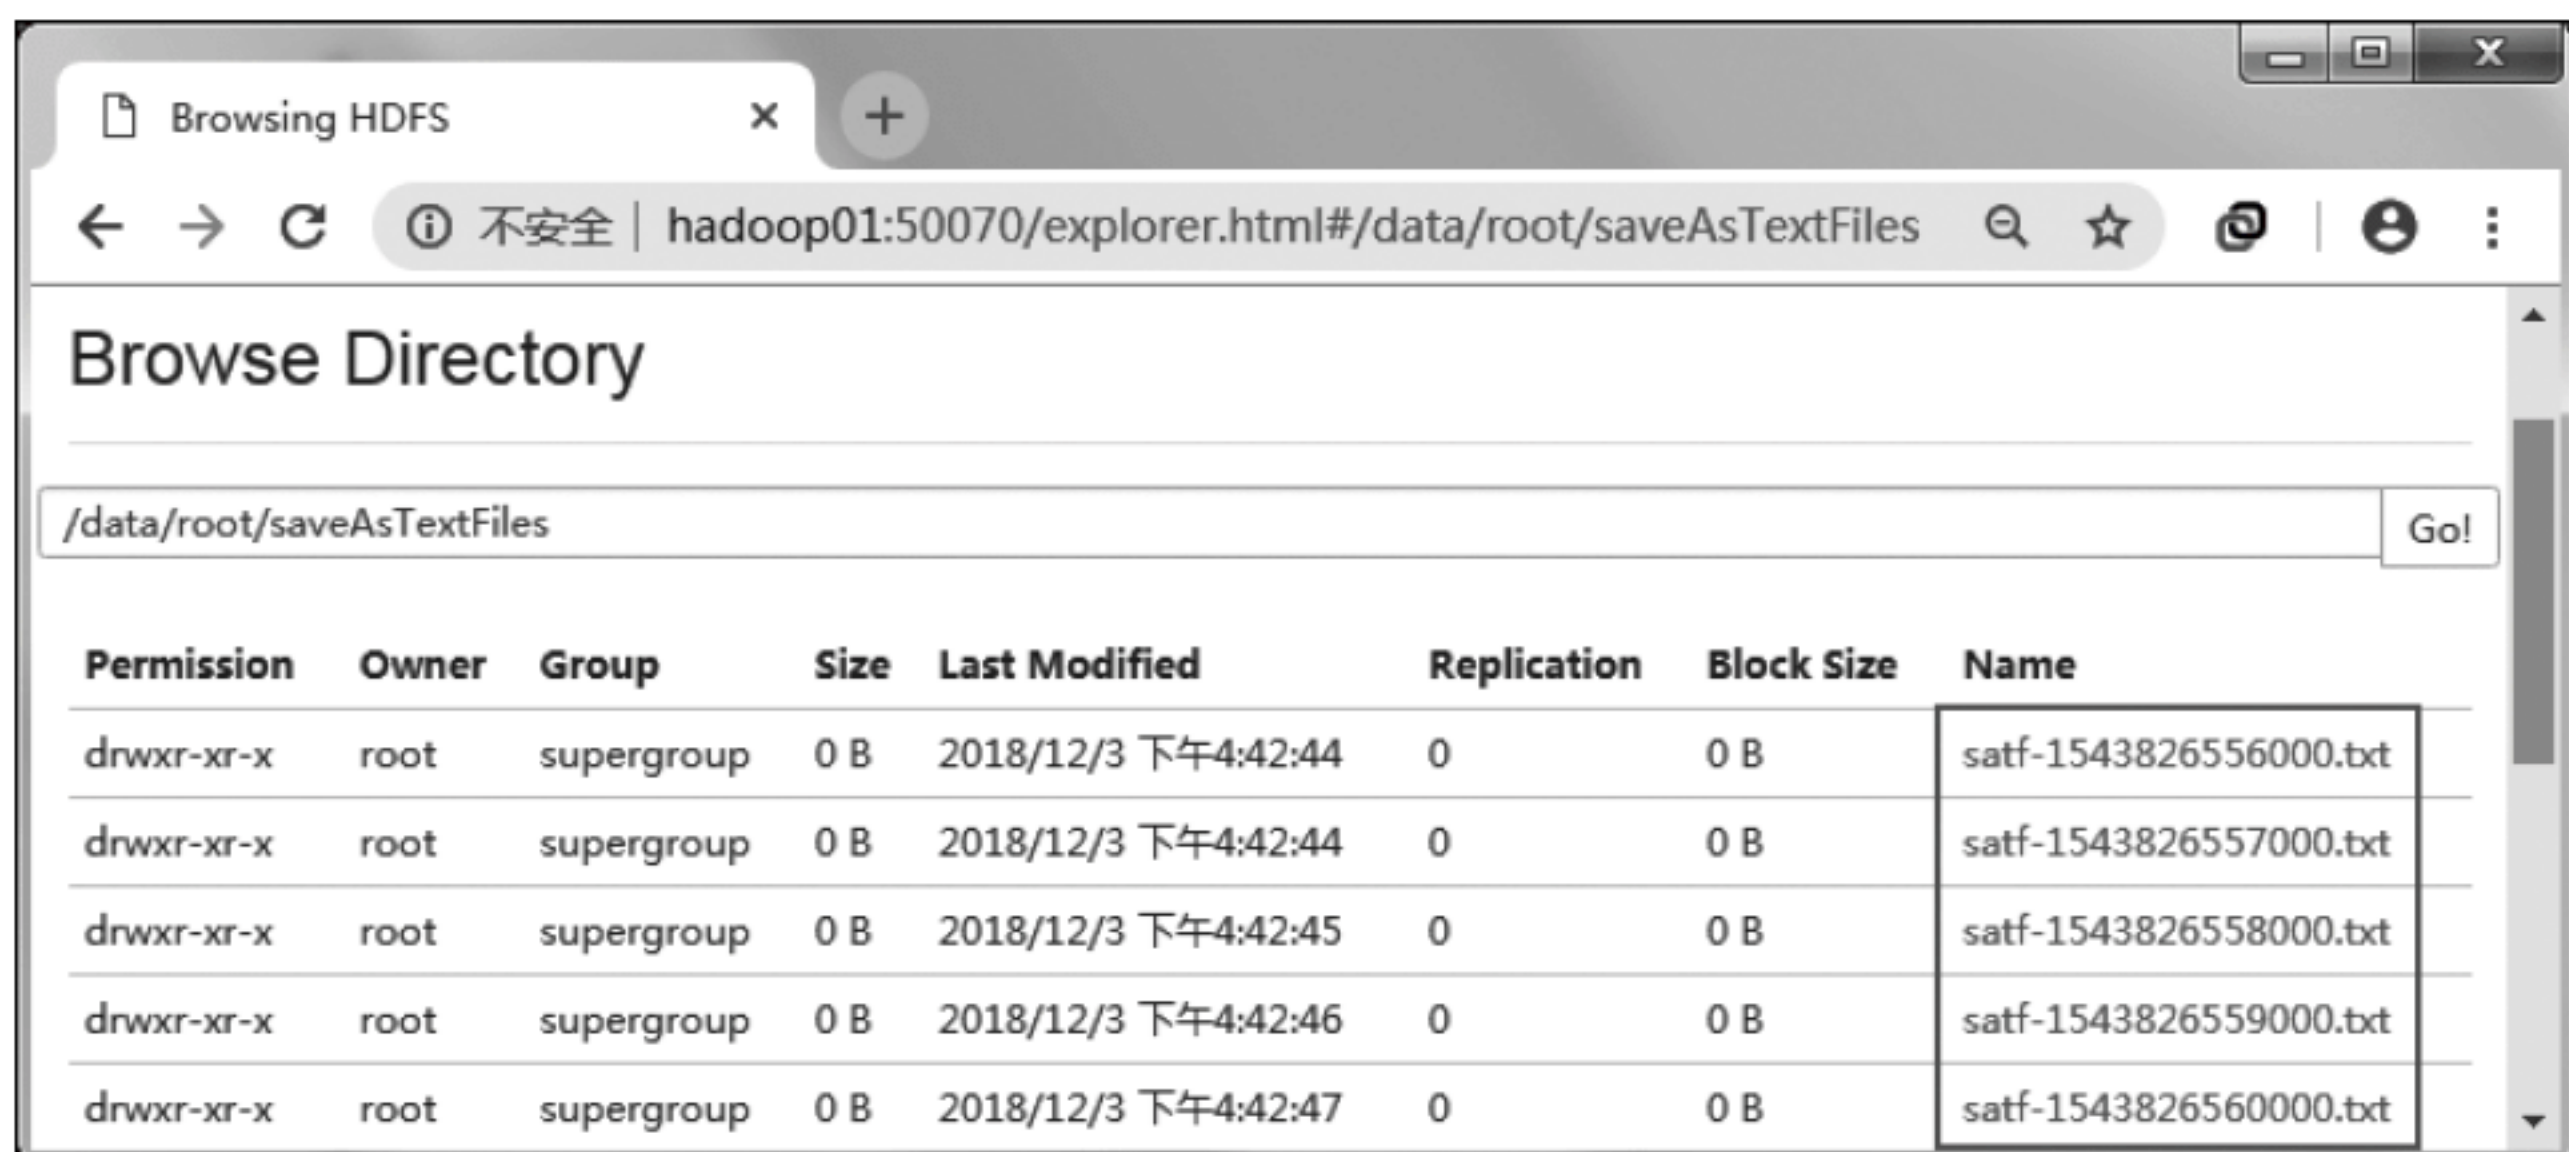 Browsing HDFS
不安全 hadoop01:50070/explorer.html#/data/root/saveAsTextFiles
Browse Directory
/data/root/saveAsTextFiles Go!
Permission Owner Group Size Last Modified Replication Block Size Name
drwxr-xr-x root supergroup 0 B 2018/12/3 下午4:42:44 0 0 B satf-1543826556000.txt
drwxr-xr-x root supergroup 0 B 2018/12/3 下午4:42:44 0 0 B satf-1543826557000.txt
drwxr-xr-x root supergroup 0 B 2018/12/3 下午4:42:45 0 0 B satf-1543826558000.txt
drwxr-xr-x root supergroup 0 B 2018/12/3 下午4:42:46 0 0 B satf-1543826559000.txt
drwxr-xr-x root supergroup 0 B 2018/12/3 下午4:42:47 0 0 B satf-1543826560000.txt